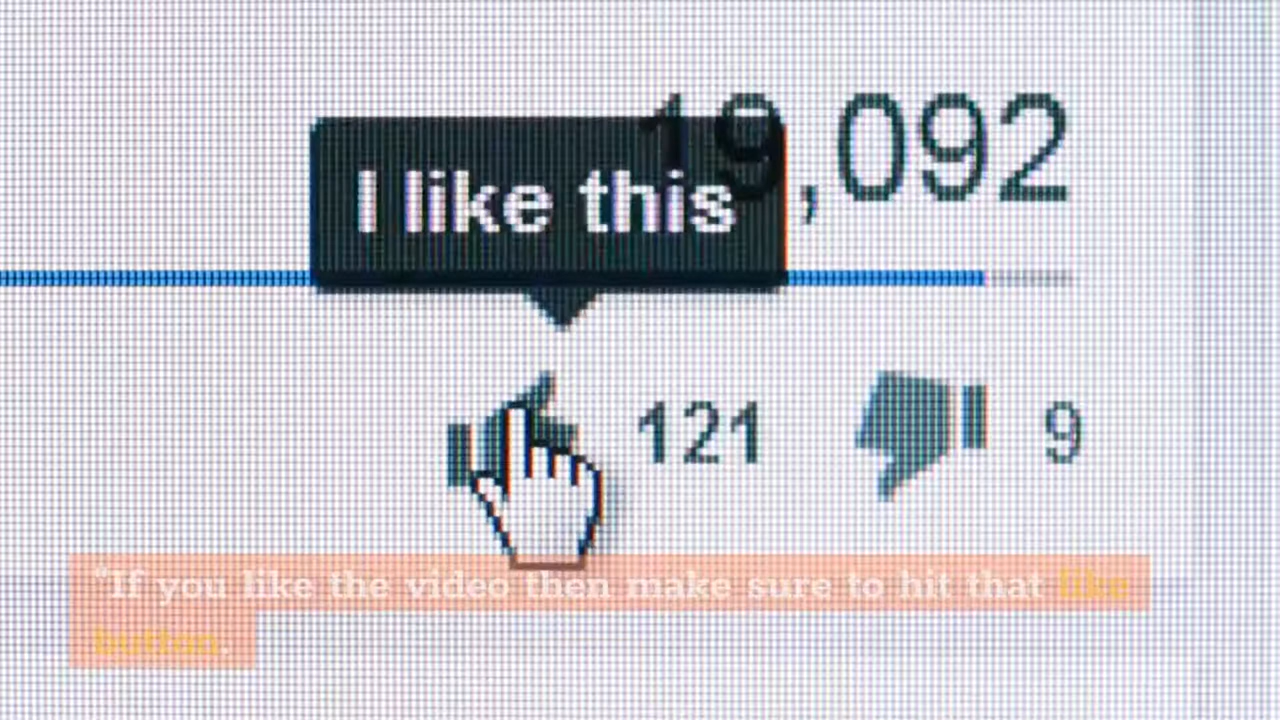 19,092
I like this
121 9
"If you like the video then make sure to hit that like
button.